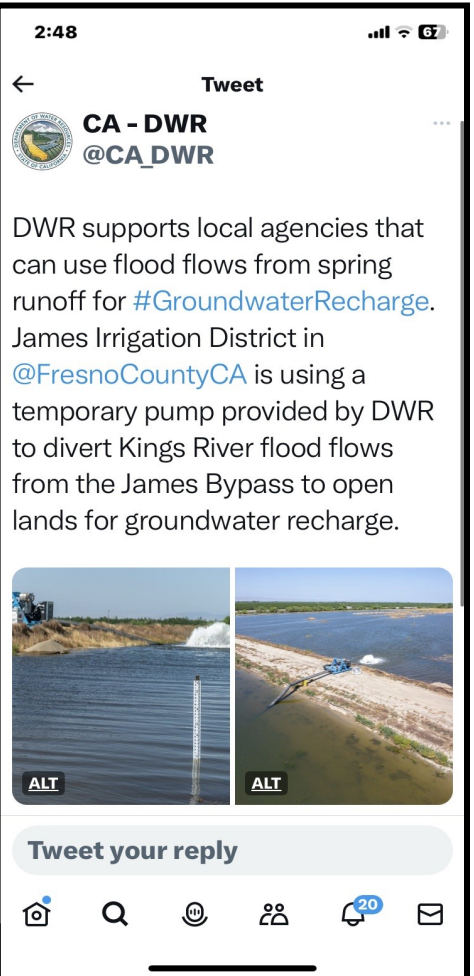 2:48
67
Tweet
CA - DWR
@CA_DWR
DWR supports local agencies that
can use flood flows from spring
runoff for #GroundwaterRecharge.
James Irrigation District in
@FresnoCountyCA is using a
temporary pump provided by DWR
to divert Kings River flood flows
from the James Bypass to open
lands for groundwater recharge.
ALT
ALT
Tweet your reply
20